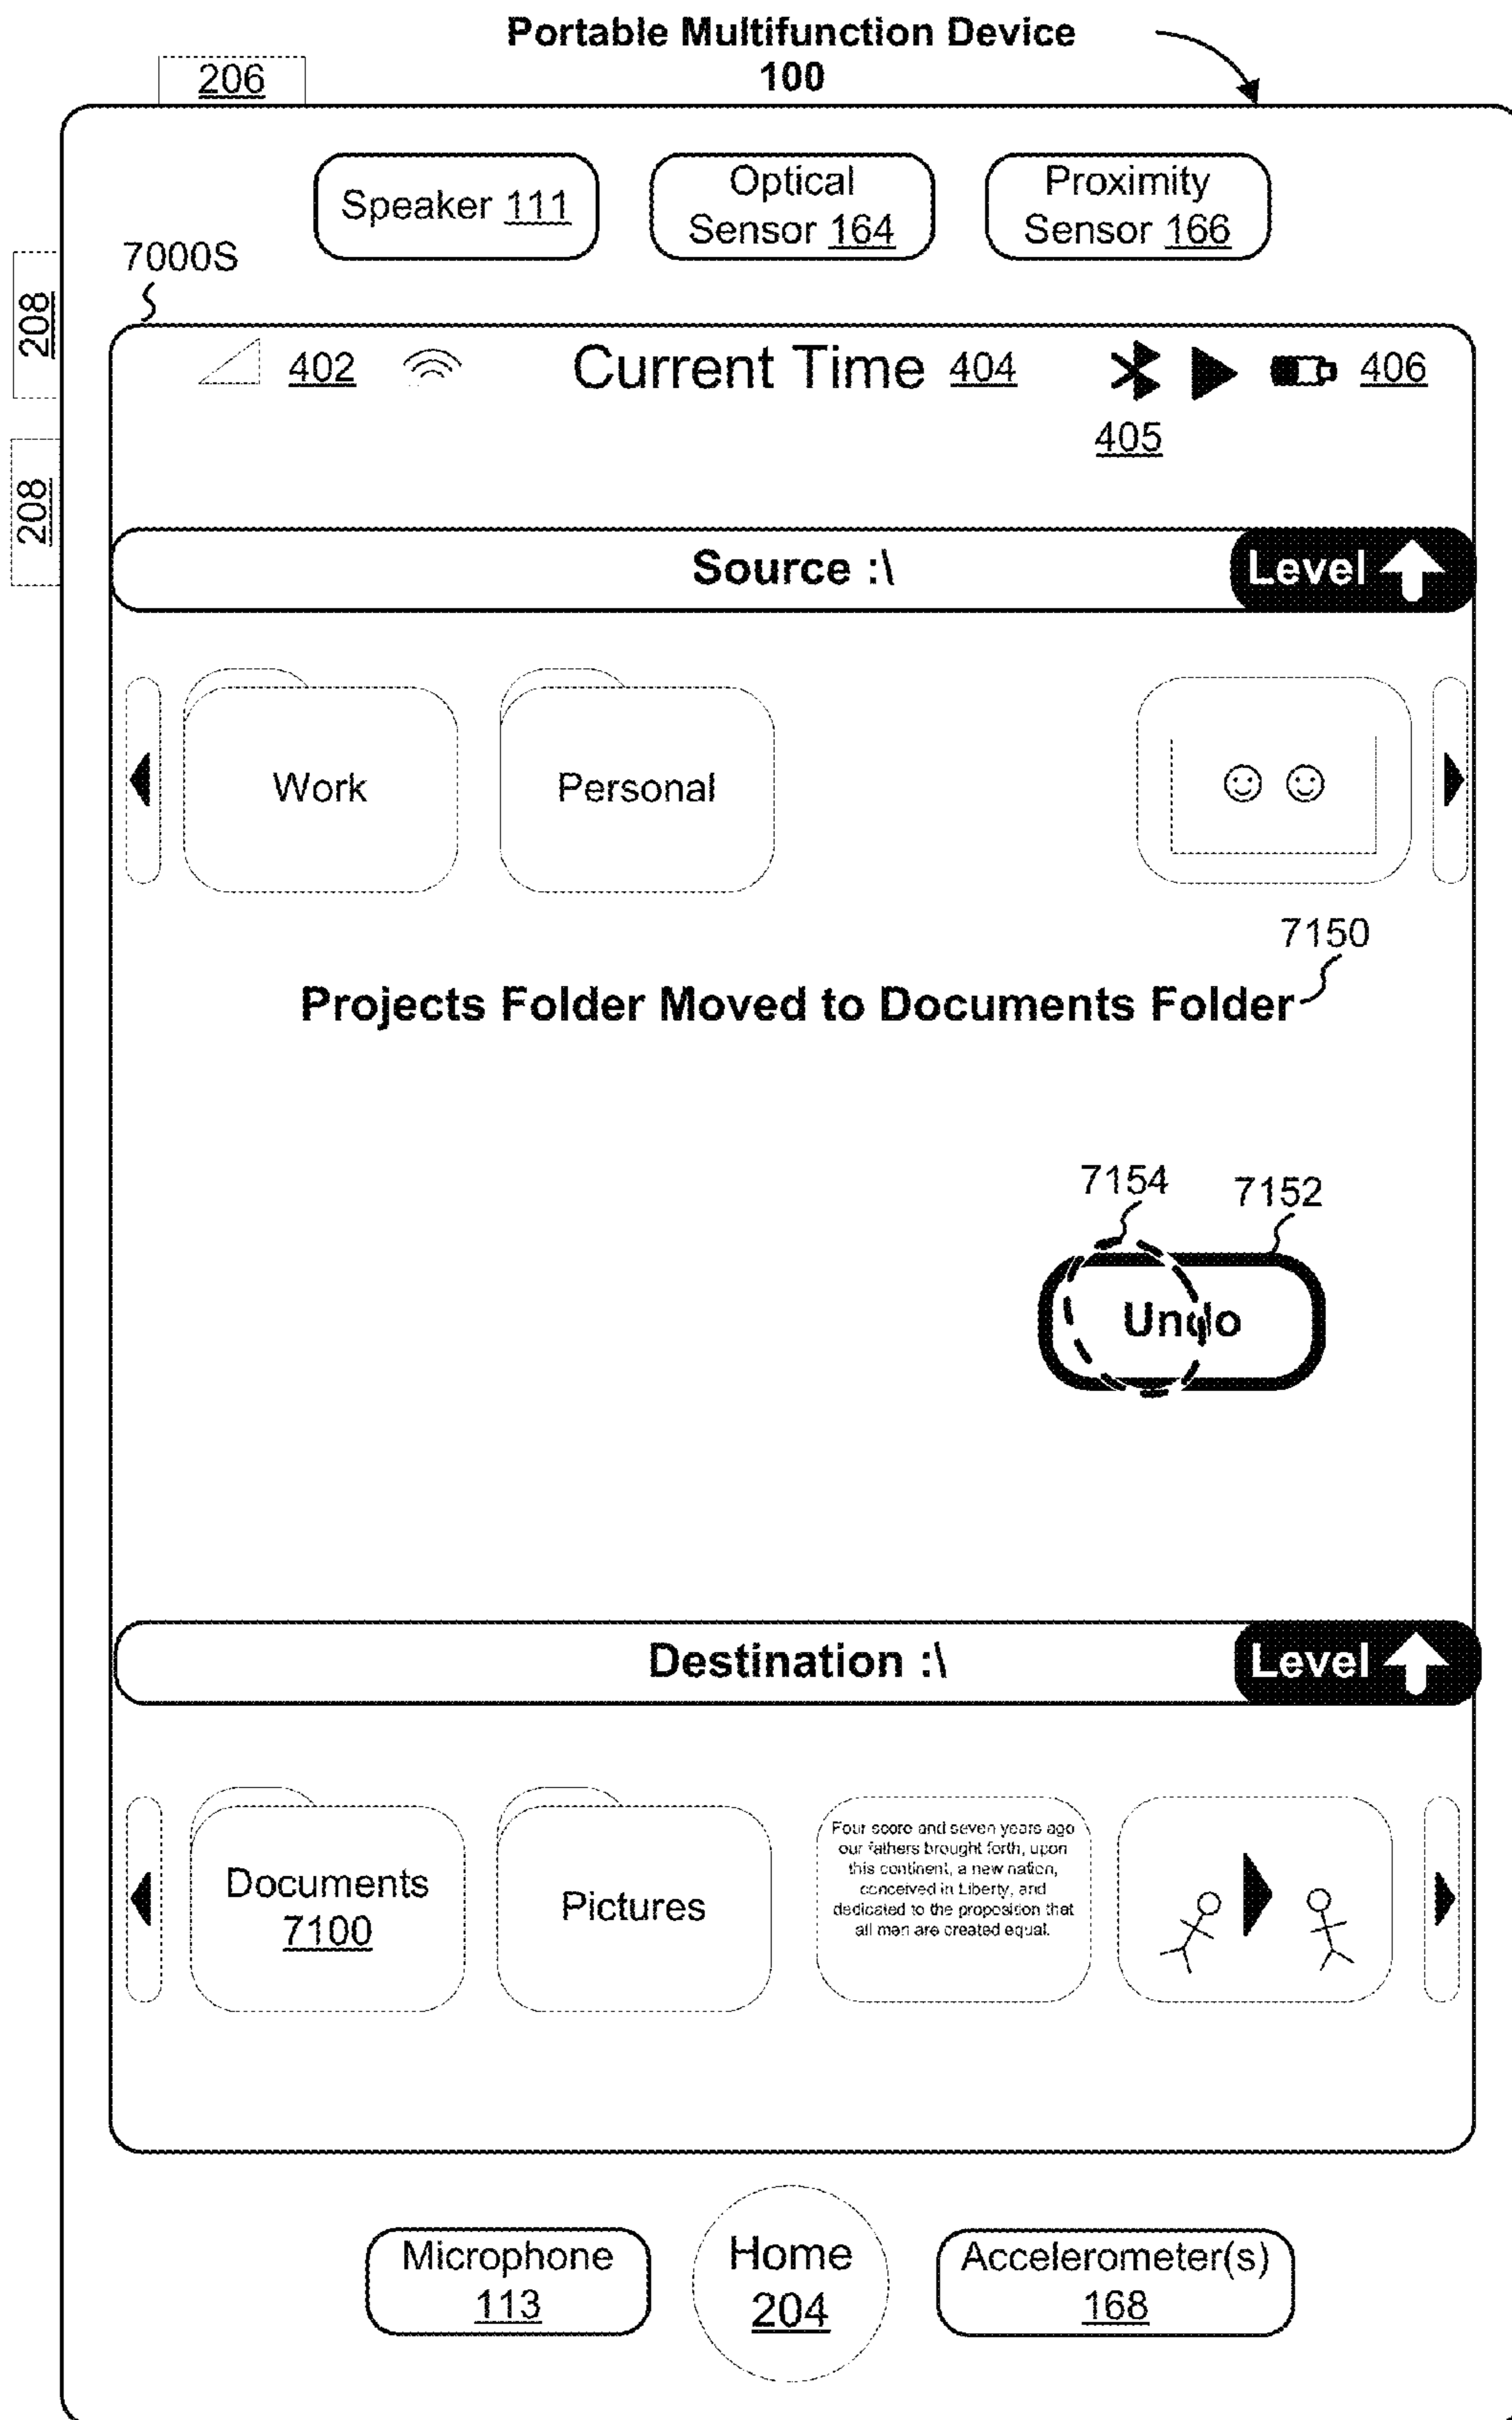 Portable Multifunction Device
100
206
Speaker 111
Optical
Sensor 164
Proximity
Sensor 166
7000S
208
208
402
Current Time 404
406
405
Source :\
Level
Work
Personal
7150
Projects Folder Moved to Documents Folder
7154
7152
Undo
Destination :\
Level
Documents
7100
Pictures
Four score and seven years ago
our fathers brought forth, upon
this continent, a new nation,
conceived in Liberty, and
dedicated to the proposition that
all men are created equal.
Microphone
113
Home
204
Accelerometer(s)
168